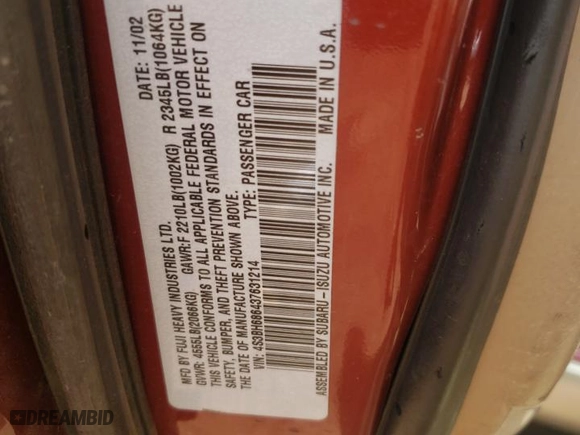 MFD BY FUJI HEAVY INDUSTRIES LTD. DATE: 11/02
GVWR: 4555LB(2066KG) GAWR:F 2210LB(1002KG) R 2345LB(1064KG)
THIS VEHICLE CONFORMS TO ALL APPLICABLE FEDERAL MOTOR VEHICLE
SAFETY, BUMPER, AND THEFT PREVENTION STANDARDS IN EFFECT ON
THE DATE OF MANUFACTURE SHOWN ABOVE.
VIN: 4S3BH686437631214 TYPE: PASSENGER CAR
ASSEMBLED BY SUBARU-ISUZU AUTOMOTIVE INC. MADE IN U.S.A.
DREAMBID